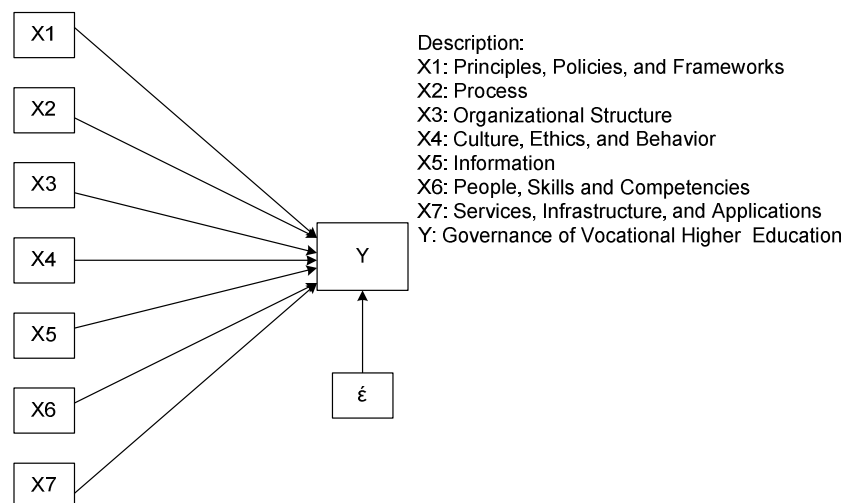 X1
X2
X3
X4
X5
X6
X7
Y
έ
Description:
X1: Principles, Policies, and Frameworks
X2: Process
X3: Organizational Structure
X4: Culture, Ethics, and Behavior
X5: Information
X6: People, Skills and Competencies
X7: Services, Infrastructure, and Applications
Y: Governance of Vocational Higher Education